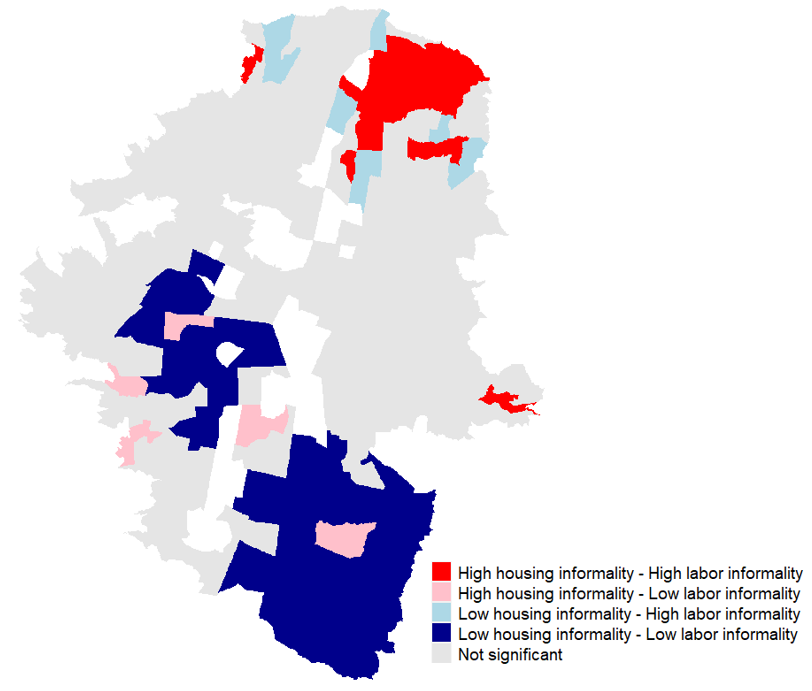 High housing informality - High labor informality
High housing informality - Low labor informality
Low housing informality - High labor informality
Low housing informality - Low labor informality
Not significant